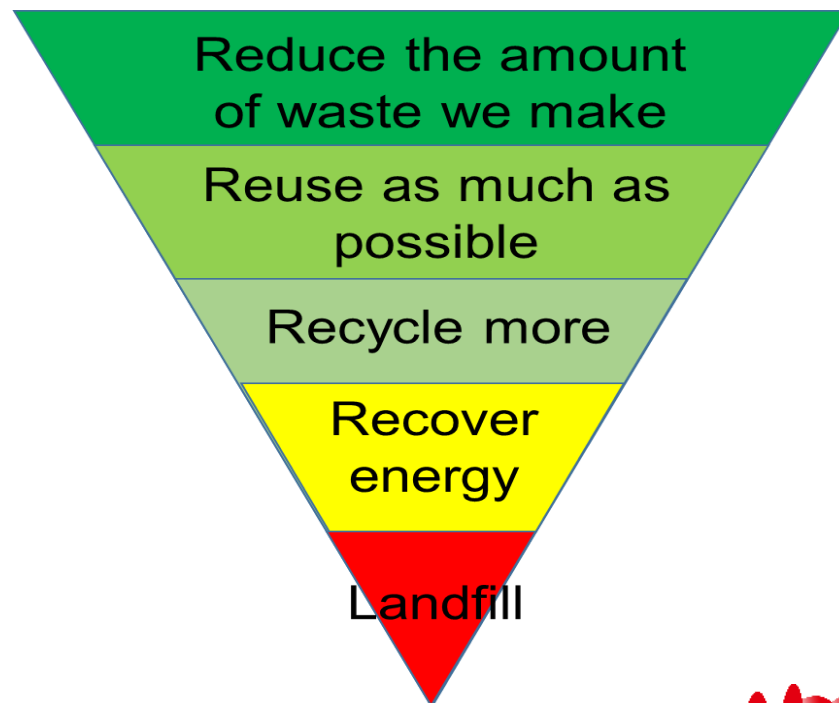 Reduce the amount
of waste we make
Reuse as much as
possible
Recycle more
Recover
energy
Landfill